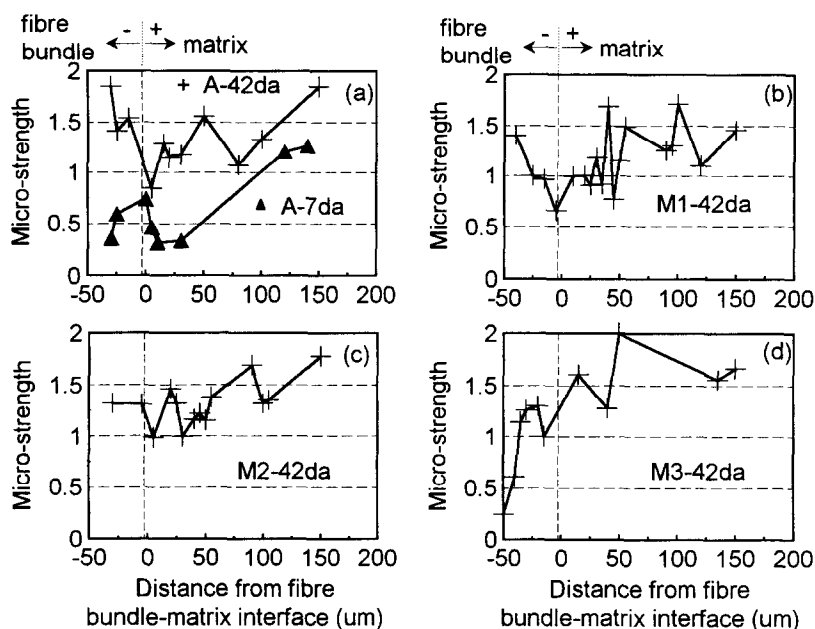 fibre bundle - + matrix
fibre bundle - + matrix
2
1.5
1
0.5
0
Micro-strength
+ A-42da
(a)
▲ A-7da
-50 0 50 100 150 200
2
1.5
1
0.5
0
Micro-strength
(b)
M1-42da
-50 0 50 100 150 200
2
1.5
1
0.5
0
Micro-strength
(c)
M2-42da
-50 0 50 100 150 200
Distance from fibre
bundle-matrix interface (um)
2
1.5
1
0.5
0
Micro-strength
(d)
M3-42da
-50 0 50 100 150 200
Distance from fibre
bundle-matrix interface (um)